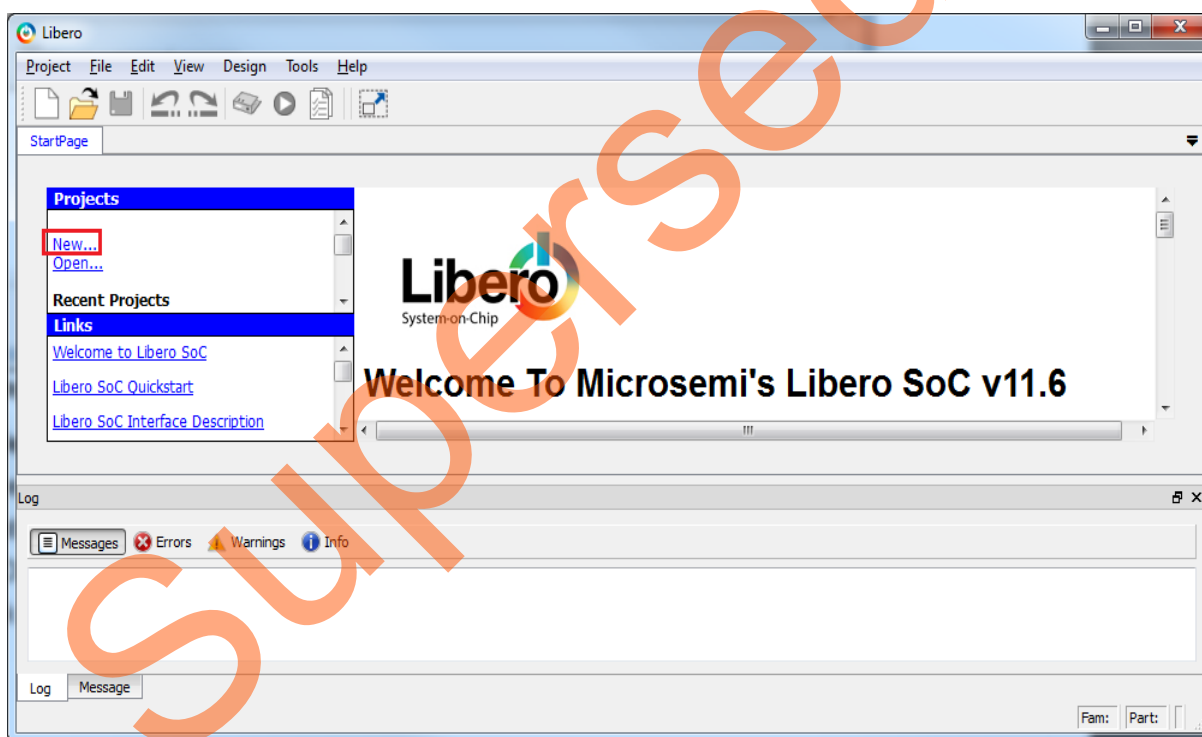 Libero
Project File Edit View Design Tools Help
StartPage
Projects
New...
Open...
Recent Projects
Links
Welcome to Libero SoC
Libero SoC Quickstart
Libero SoC Interface Description
Libero
System-on-Chip
Welcome To Microsemi's Libero SoC v11.6
Log
Messages Errors Warnings Info
Log Message
Fam: Part:
Supersed